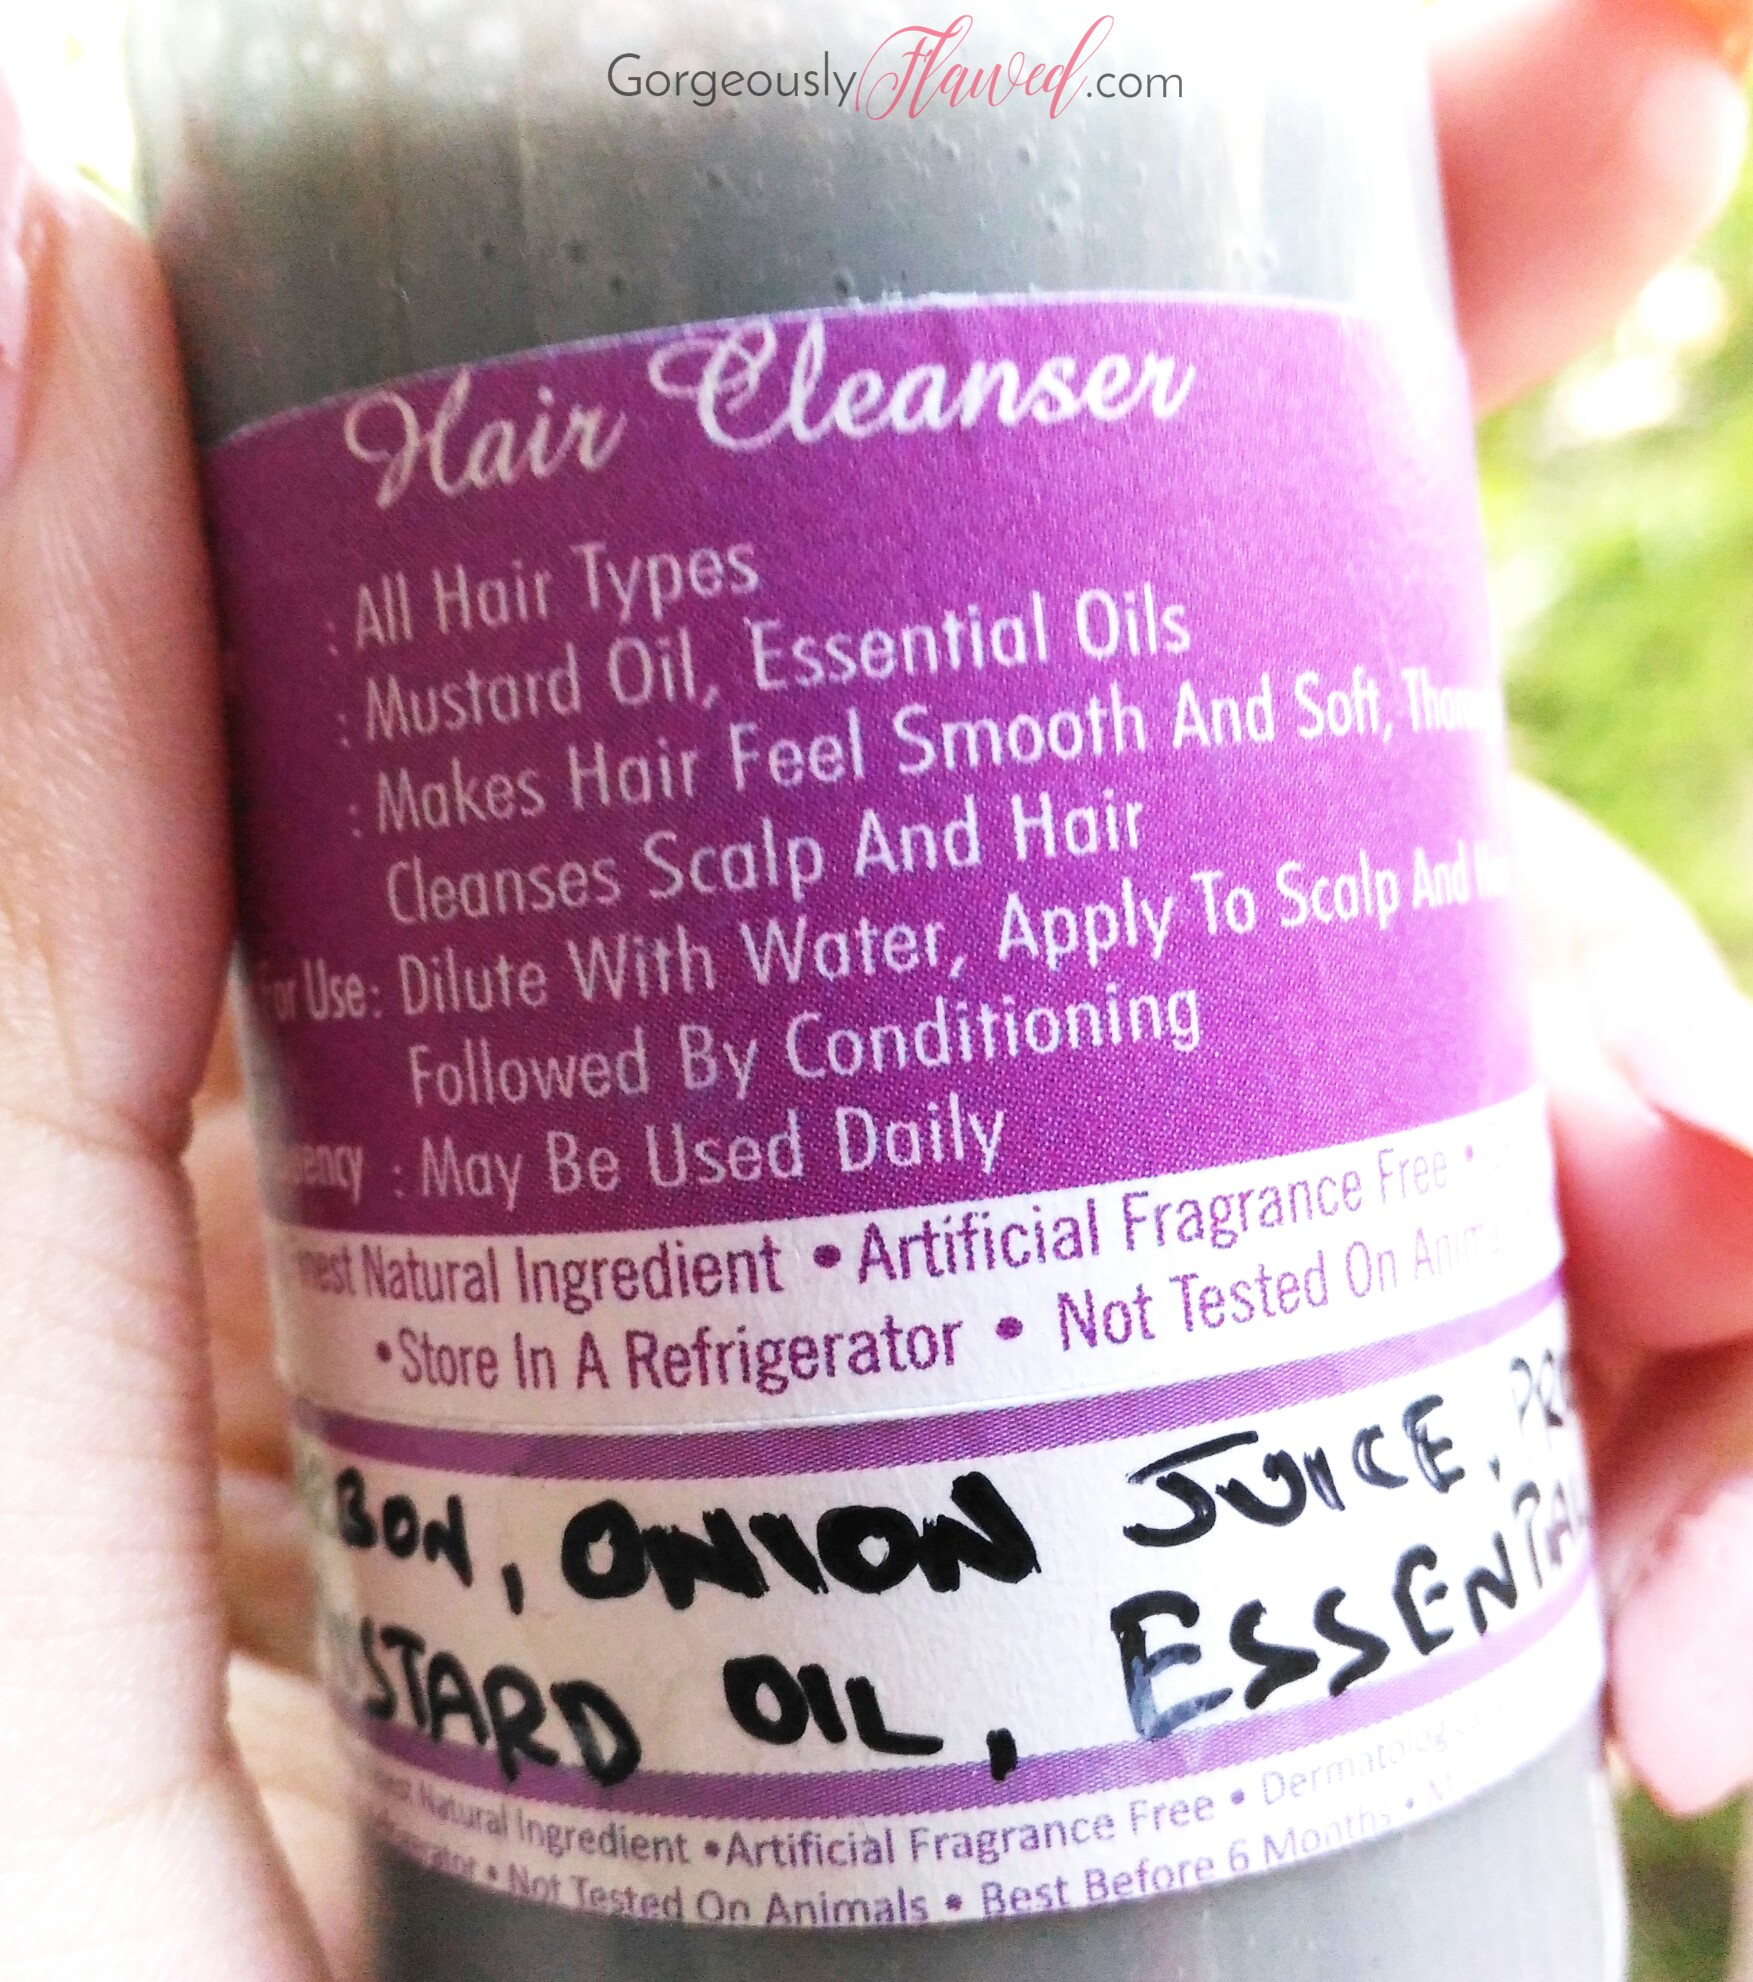 GorgeouslyFlawed.com
Hair Cleanser
: All Hair Types
: Mustard Oil, Essential Oils
: Makes Hair Feel Smooth And Soft,
Cleanses Scalp And Hair
For Use: Dilute With Water, Apply To Scalp And
Followed By Conditioning
: May Be Used Daily
Natural Ingredient • Artificial Fragrance Free •
• Store In A Refrigerator • Not Tested On
, ONION JUICE,
OIL, ESSENTIAL
Natural Ingredient • Artificial Fragrance Free •
• Not Tested On Animals • Best Before 6 Months •